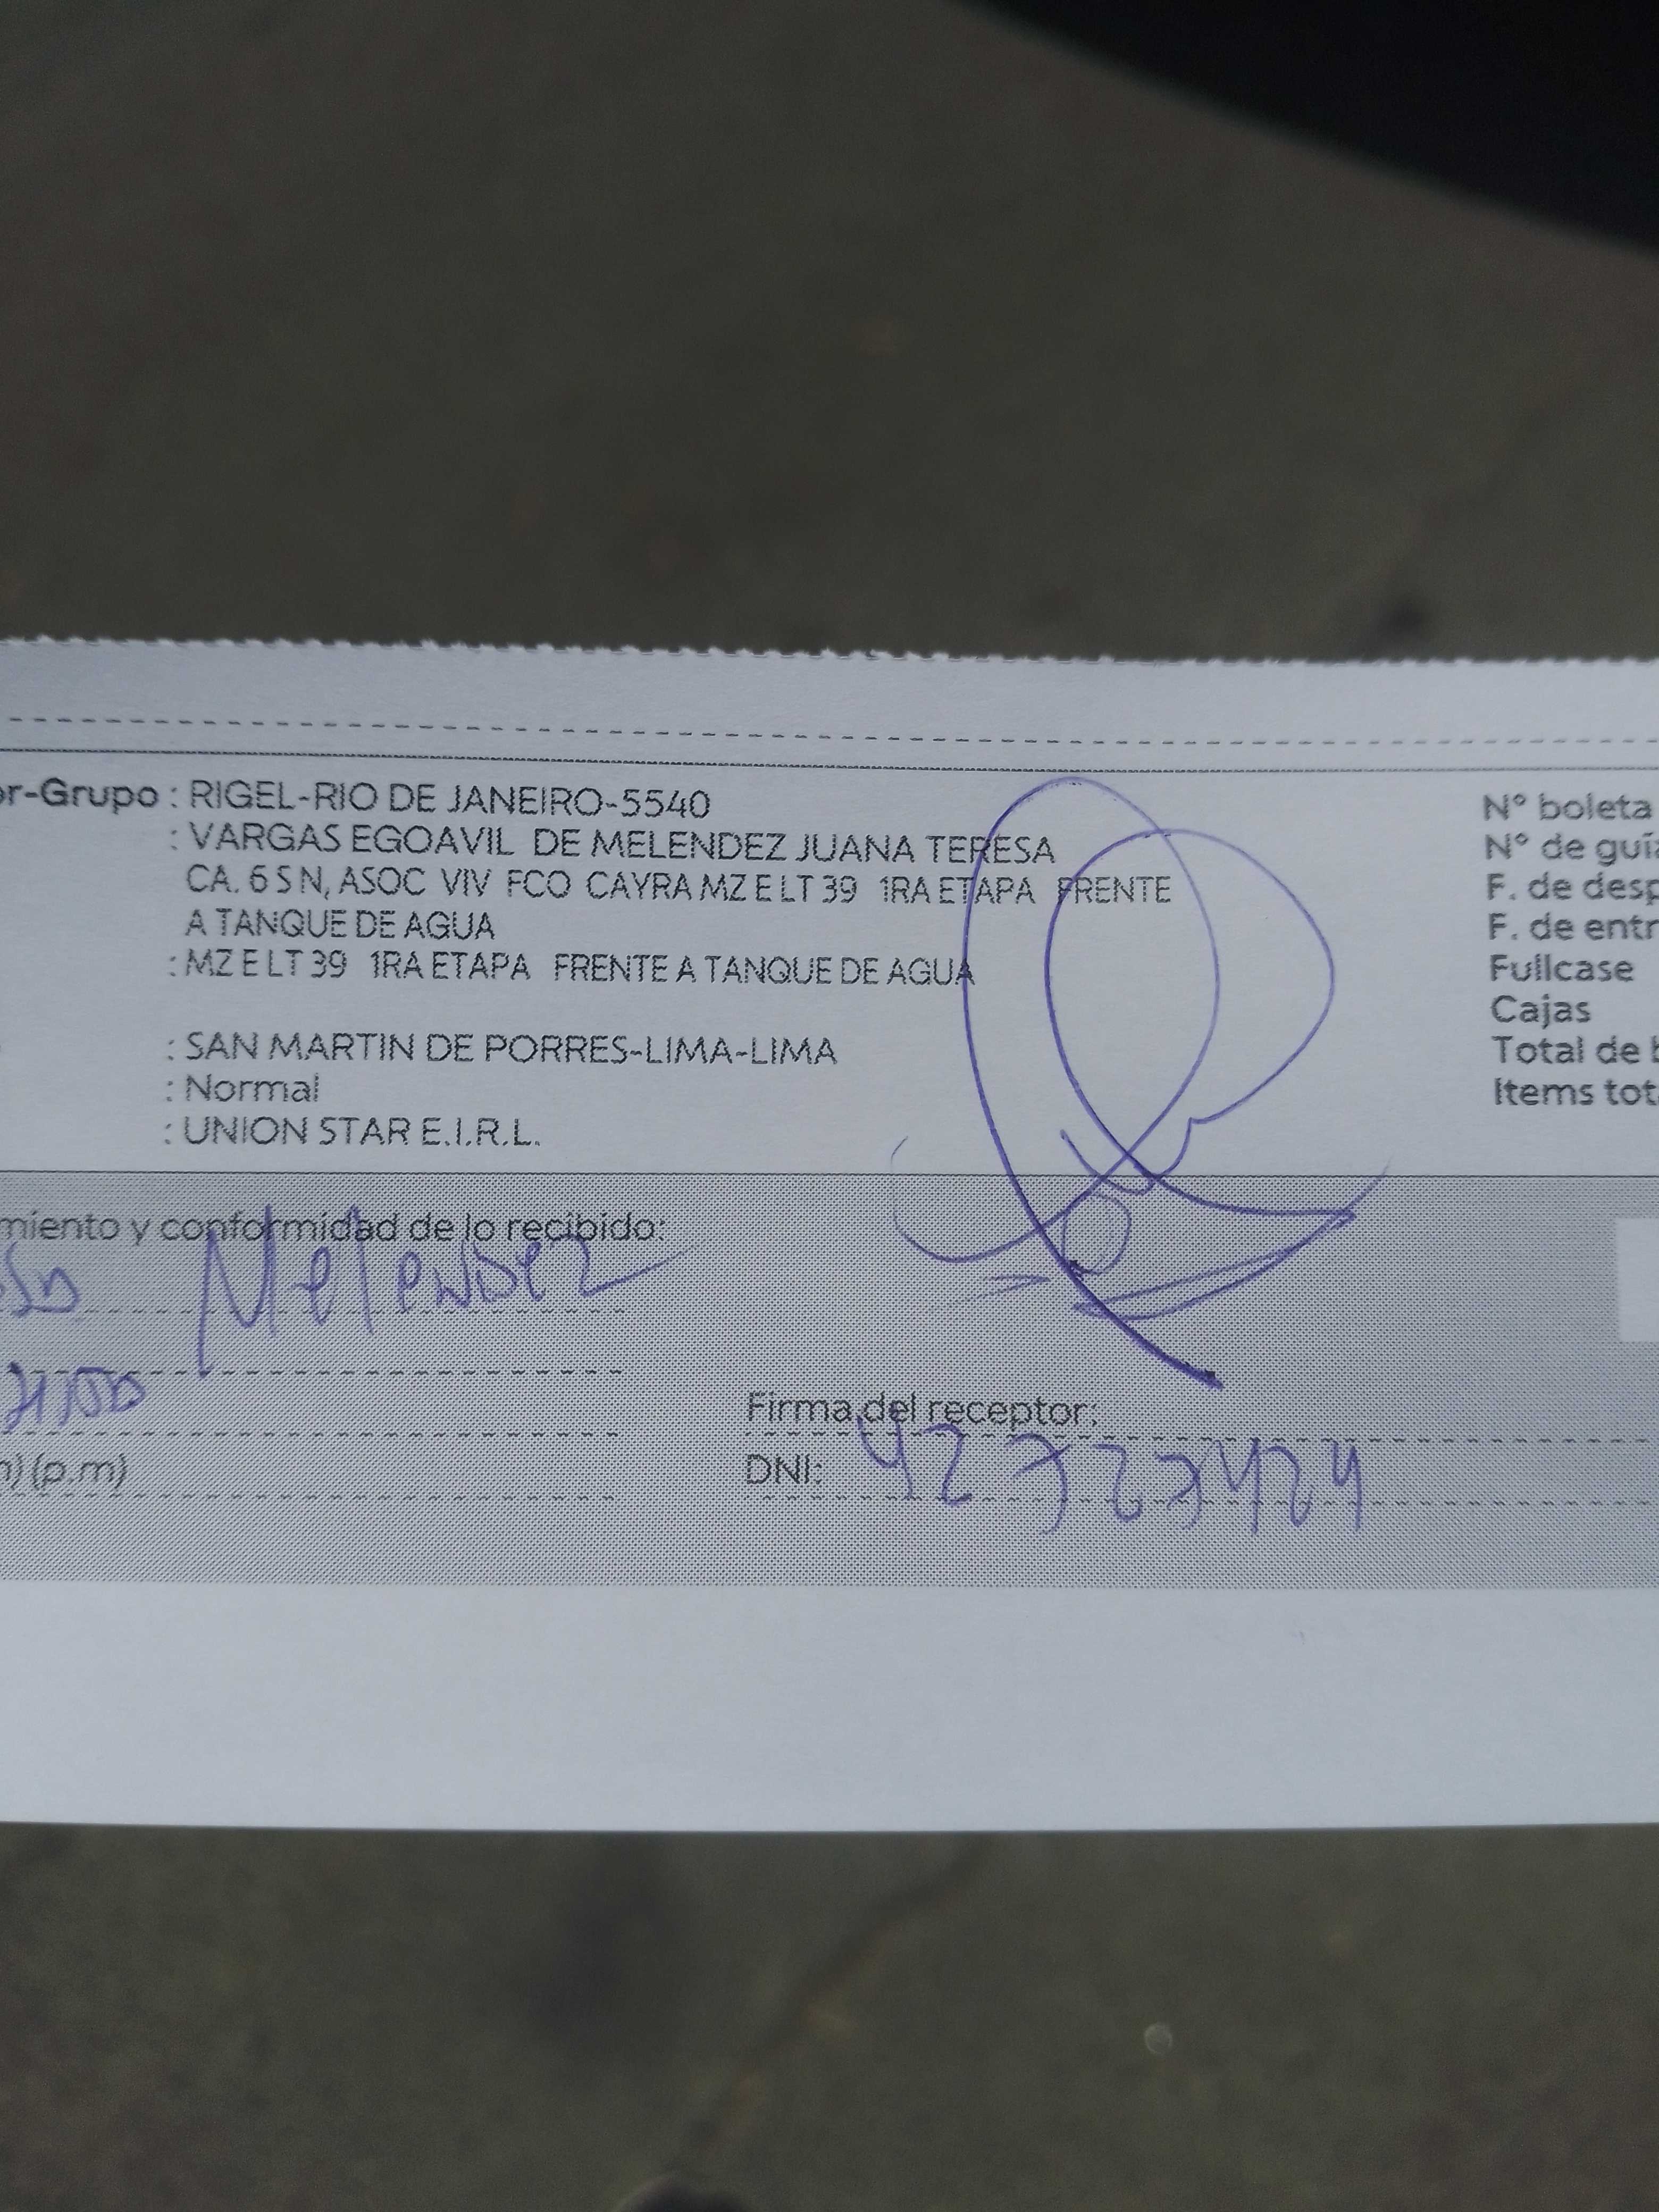 or-Grupo : RIGEL-RIO DE JANEIRO-5540
: VARGAS EGOAVIL DE MELENDEZ JUANA TERESA
CA. 6 S N, ASOC VIV FCO CAYRA MZ E LT 39 1RA ETAPA FRENTE
A TANQUE DE AGUA
: MZ E LT 39 1RA ETAPA FRENTE A TANQUE DE AGUA
: SAN MARTIN DE PORRES-LIMA-LIMA
: Normal
: UNION STAR E.I.R.L.
N° boleta
N° de guía
F. de desp
F. de entr
Fullcase
Cajas
Total de b
Items tot
miento y conformidad de lo recibido:
Melendez
Firma del receptor:
) (p.m)
DNI: 42727424